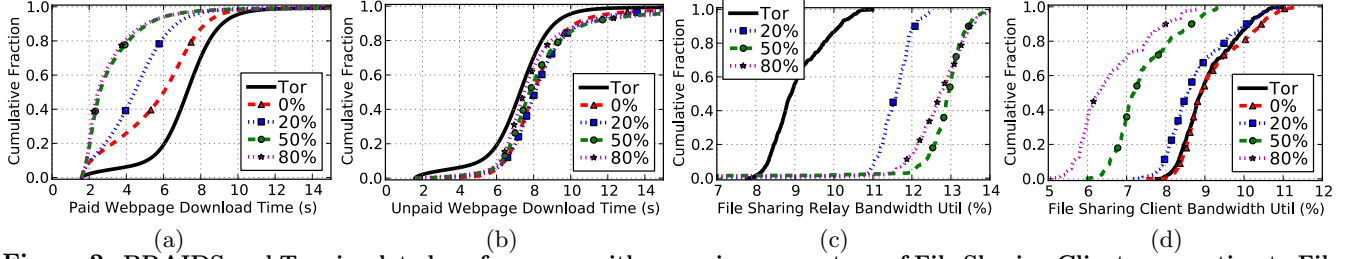 Cumulative Fraction
1.0
0.8
0.6
0.4
0.2
0.0
0 2 4 6 8 10 12 14
Paid Webpage Download Time (s)
Tor
0%
20%
50%
80%
(a)
Cumulative Fraction
1.0
0.8
0.6
0.4
0.2
0.0
0 2 4 6 8 10 12 14
Unpaid Webpage Download Time (s)
Tor
0%
20%
50%
80%
(b)
Cumulative Fraction
1.0
0.8
0.6
0.4
0.2
0.0
7 8 9 10 11 12 13 14
File Sharing Relay Bandwidth Util (%)
Tor
20%
50%
80%
(c)
Cumulative Fraction
1.0
0.8
0.6
0.4
0.2
0.0
5 6 7 8 9 10 11 12
File Sharing Client Bandwidth Util (%)
Tor
0%
20%
50%
80%
(d)